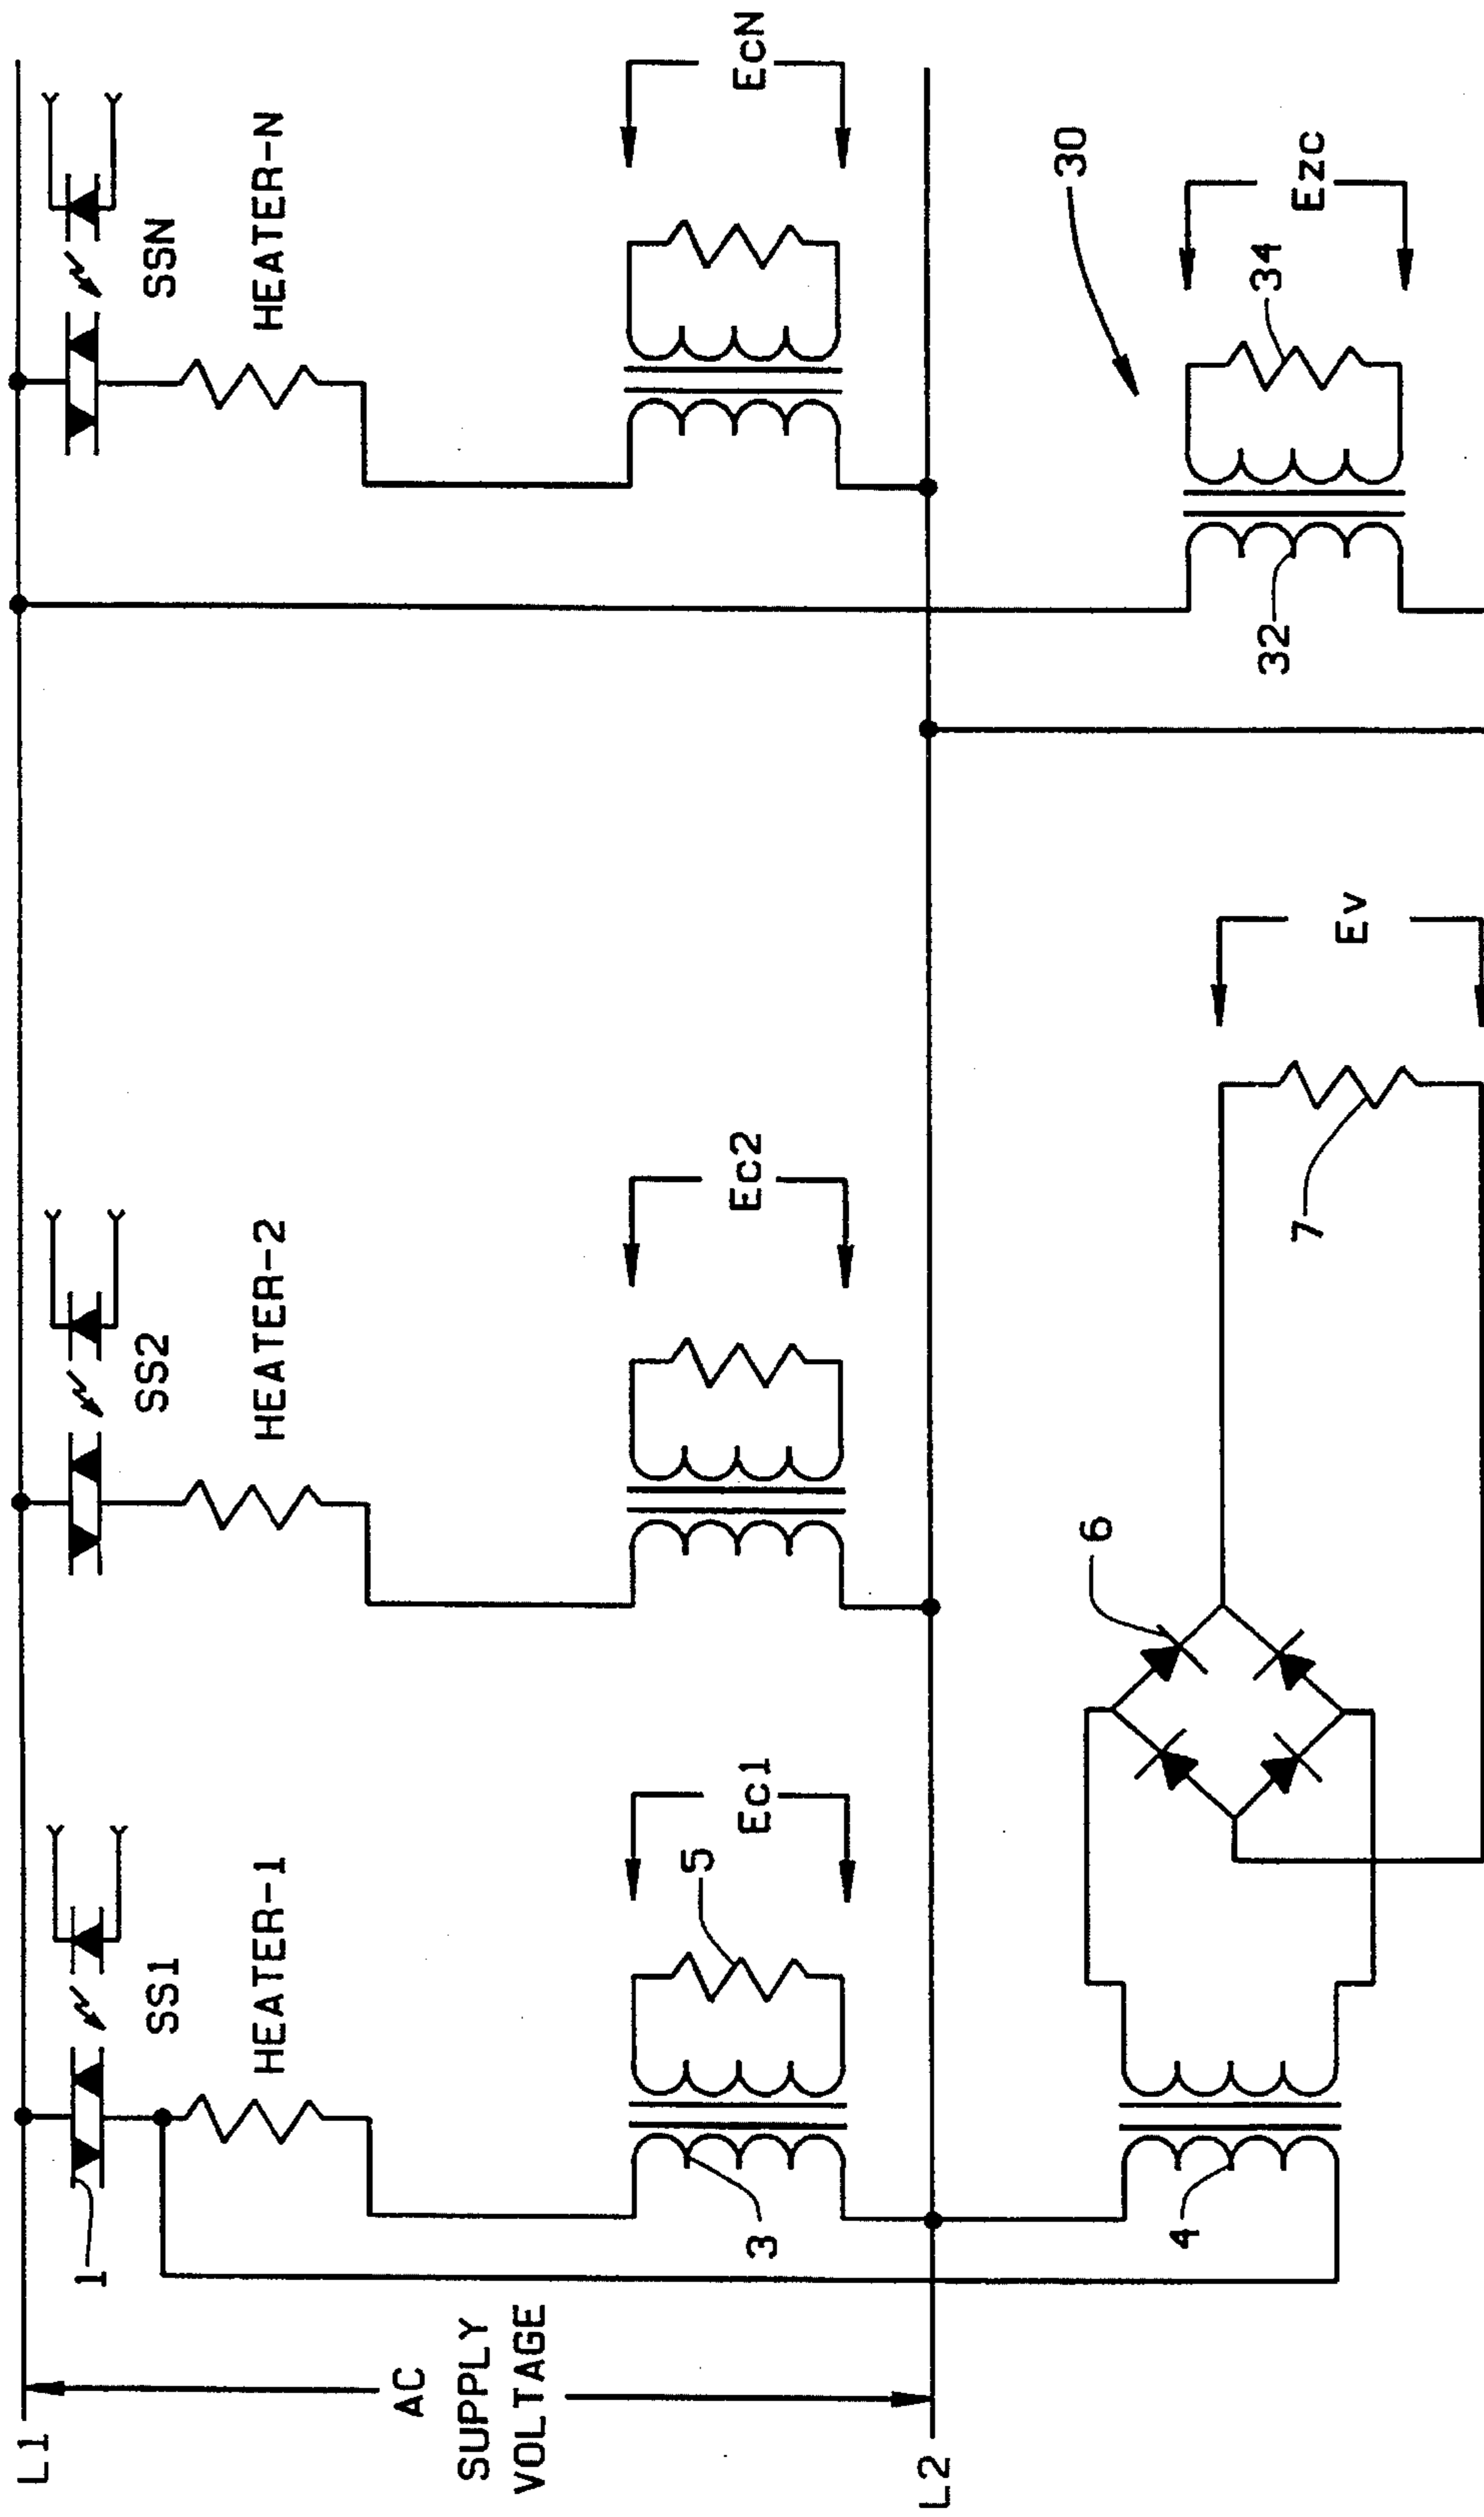 L1
AC
SUPPLY
VOLTAGE
L2
1
SS1
HEATER-1
3
5
Ec1
SS2
HEATER-2
Ec2
SSN
HEATER-N
EcN
4
6
7
Ev
30
32
34
Ezc